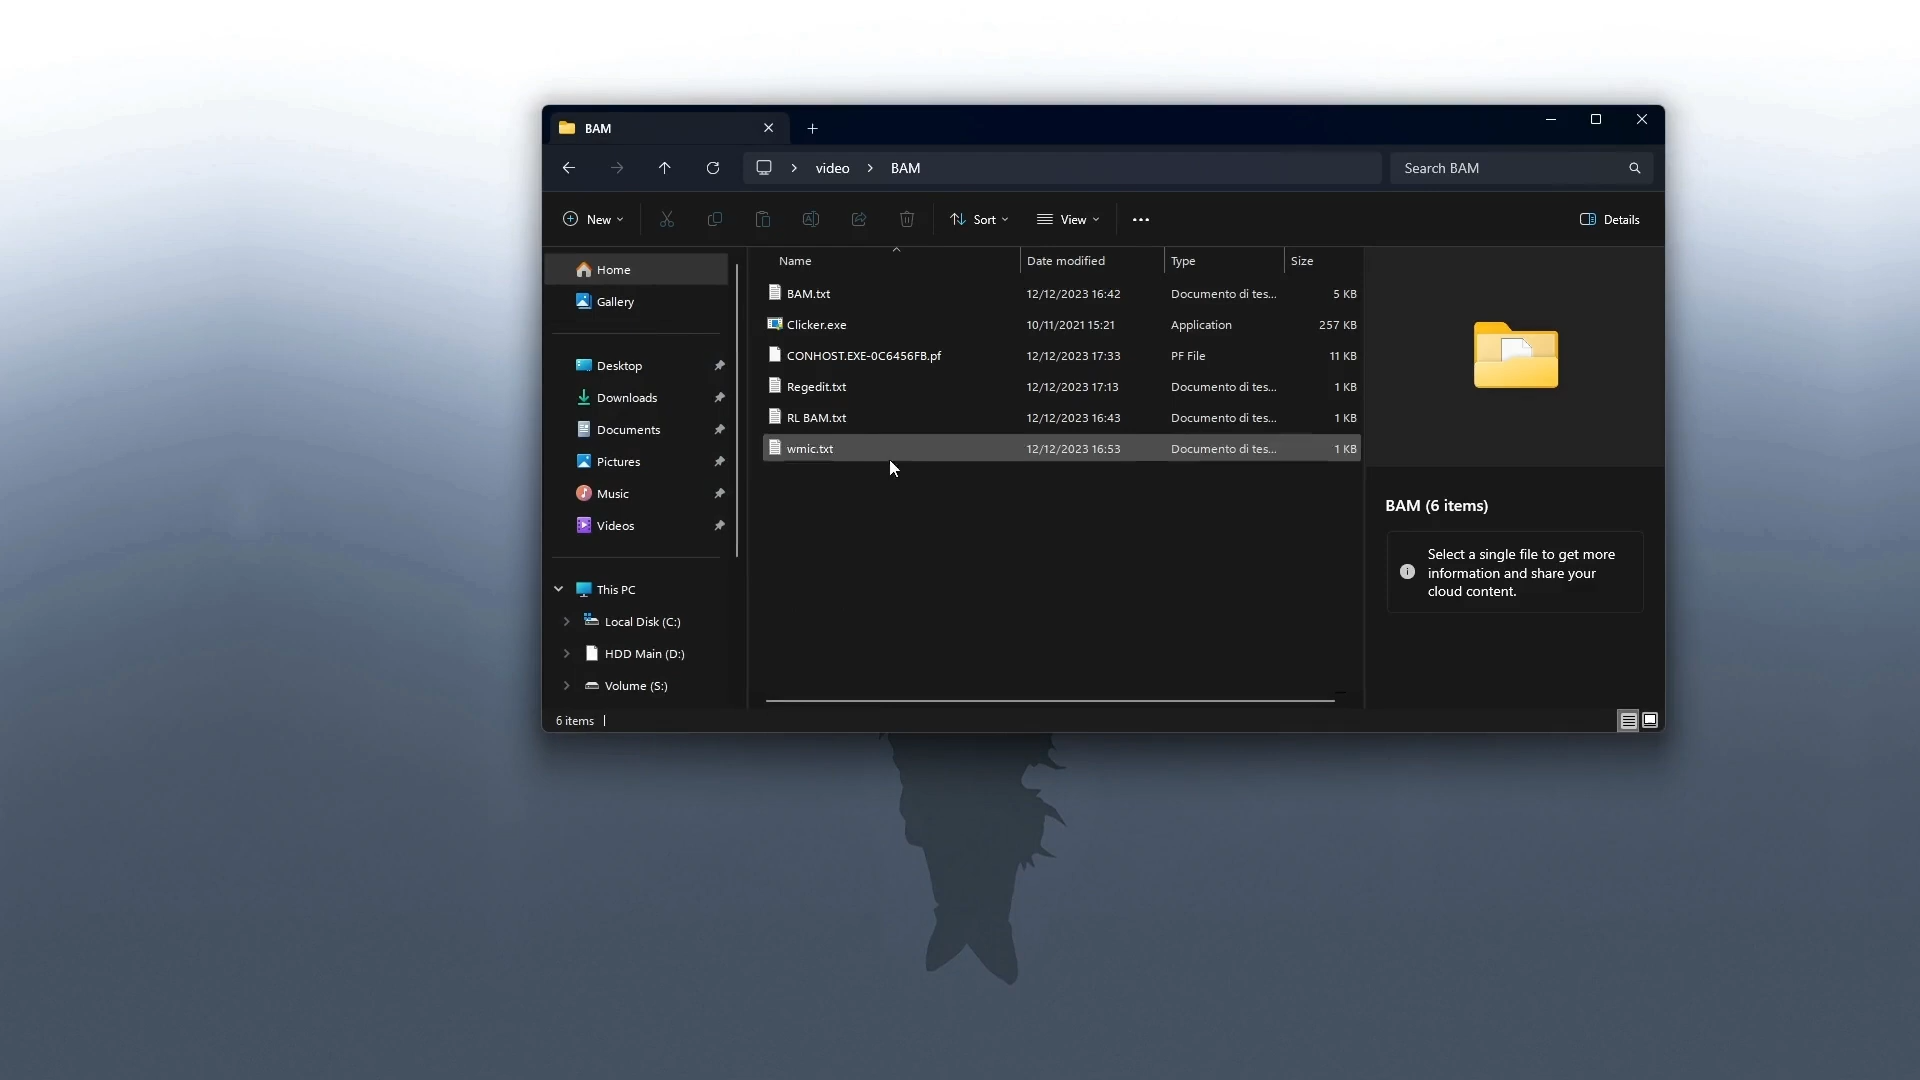 BAM
video > BAM
Search BAM
New
Sort
View
Details
Home
Gallery
Desktop
Downloads
Documents
Pictures
Music
Videos
This PC
Local Disk (C:)
HDD Main (D:)
Volume (S:)
Name Date modified Type Size
BAM.txt 12/12/2023 16:42 Documento di tes... 5 KB
Clicker.exe 10/11/2021 15:21 Application 257 KB
CONHOST.EXE-0C6456FB.pf 12/12/2023 17:33 PF File 11 KB
Regedit.txt 12/12/2023 17:13 Documento di tes... 1 KB
RL BAM.txt 12/12/2023 16:43 Documento di tes... 1 KB
wmic.txt 12/12/2023 16:53 Documento di tes... 1 KB
BAM (6 items)
Select a single file to get more
information and share your
cloud content.
6 items